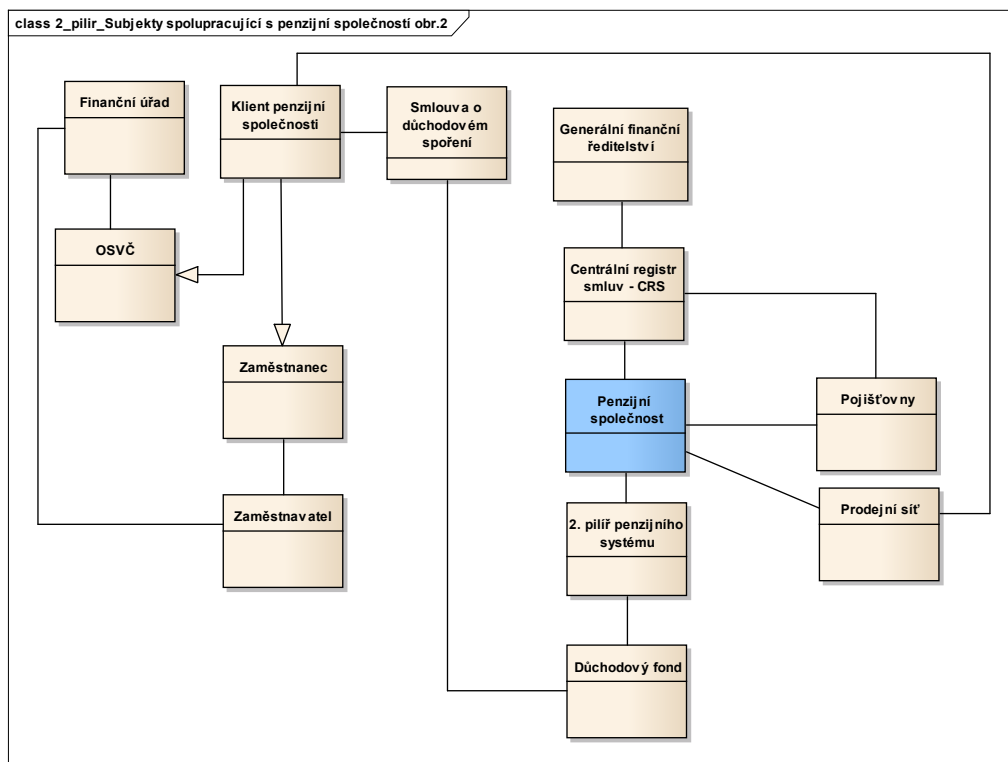 class 2_pilir_Subjekty spolupracující s penzijní společností obr.2
Finanční úřad
Klient penzijní
společnosti
Smlouva o
důchodovém
spoření
Generální finanční
ředitelství
OSVČ
Centrální registr
smluv - CRS
Zaměstnanec
Penzijní
společnost
Pojišťovny
Zaměstnavatel
2. pilíř penzijního
systému
Prodejní síť
Důchodový fond